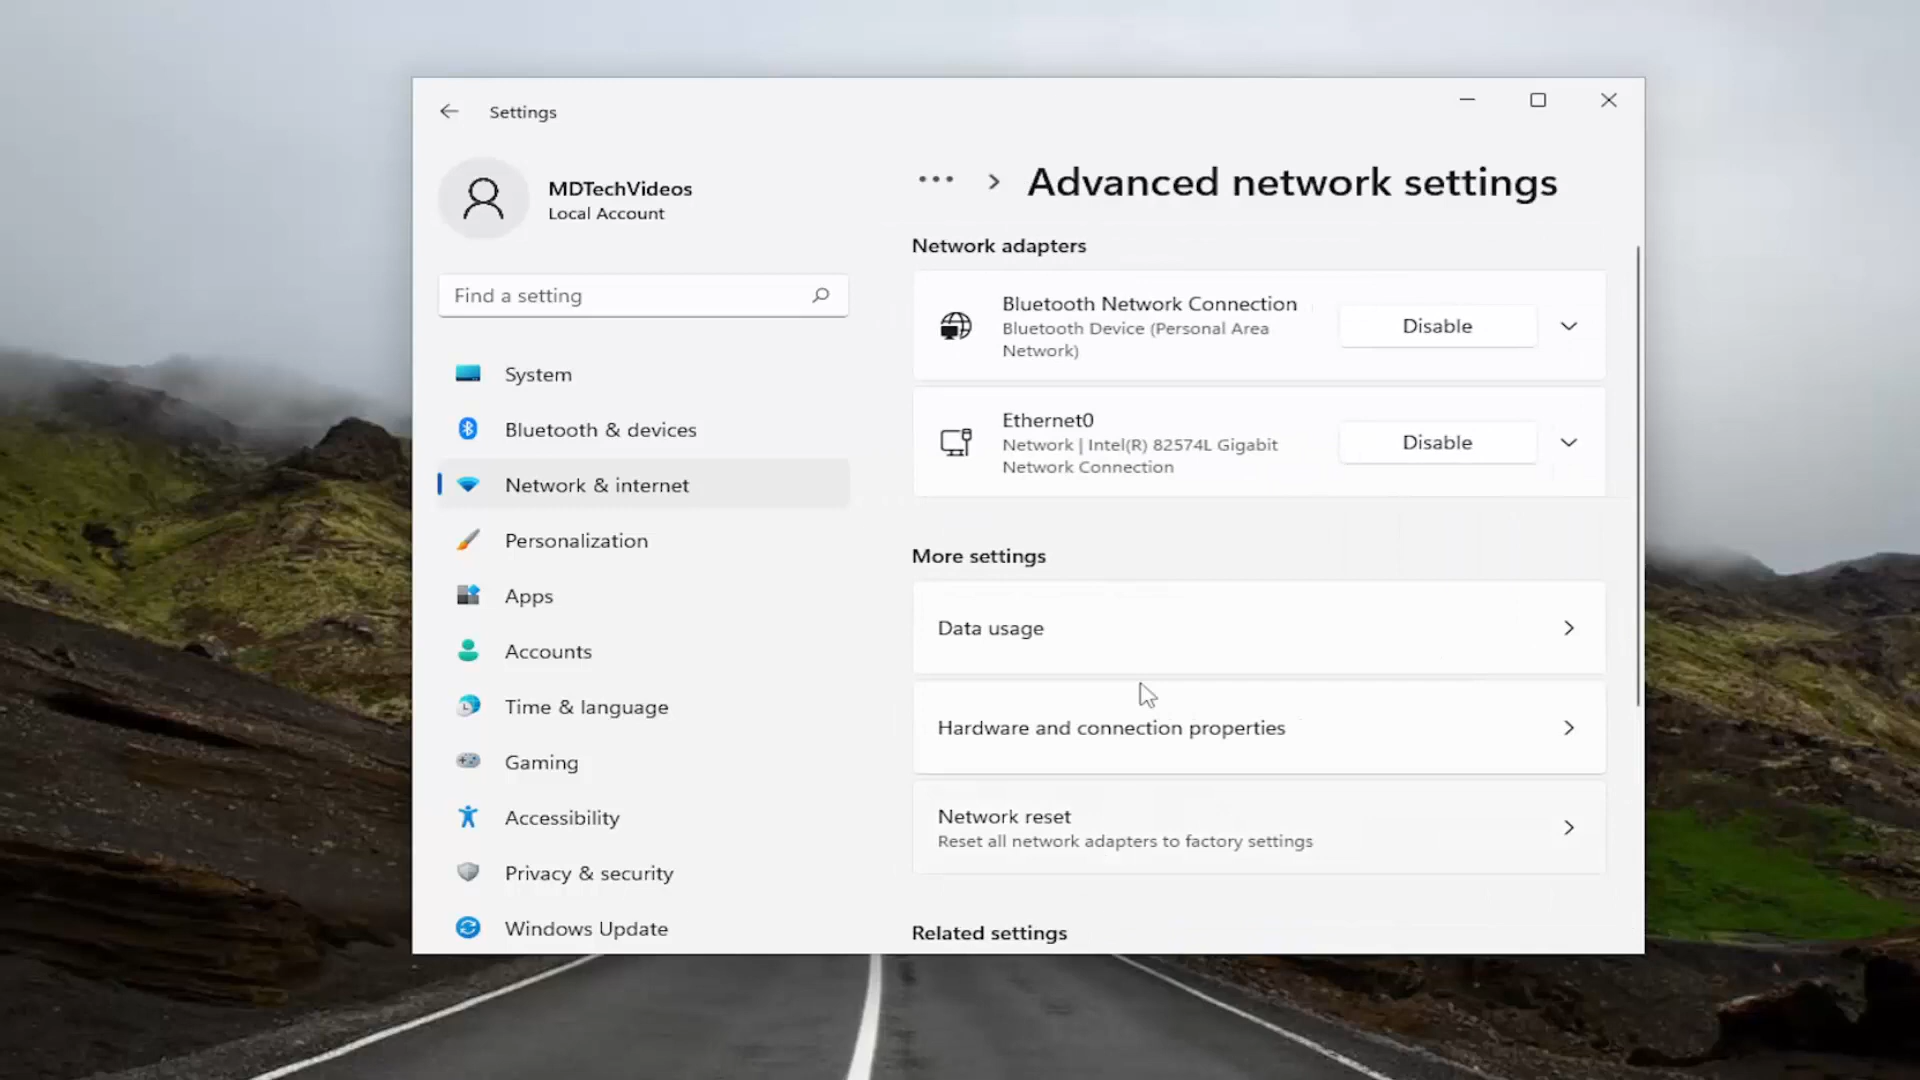 Settings
MDTechVideos
Local Account
Find a setting
System
Bluetooth & devices
Network & internet
Personalization
Apps
Accounts
Time & language
Gaming
Accessibility
Privacy & security
Windows Update
... > Advanced network settings
Network adapters
Bluetooth Network Connection
Bluetooth Device (Personal Area
Network)
Disable
Ethernet0
Network | Intel(R) 82574L Gigabit
Network Connection
Disable
More settings
Data usage
Hardware and connection properties
Network reset
Reset all network adapters to factory settings
Related settings